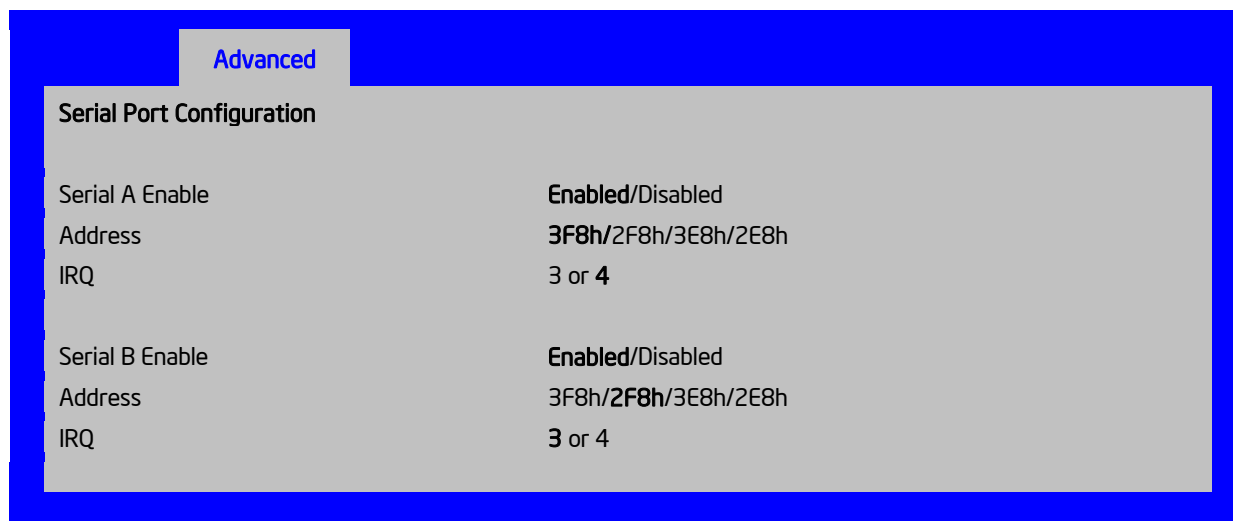 Advanced
Serial Port Configuration
Serial A Enable Enabled/Disabled
Address 3F8h/2F8h/3E8h/2E8h
IRQ 3 or 4
Serial B Enable Enabled/Disabled
Address 3F8h/2F8h/3E8h/2E8h
IRQ 3 or 4